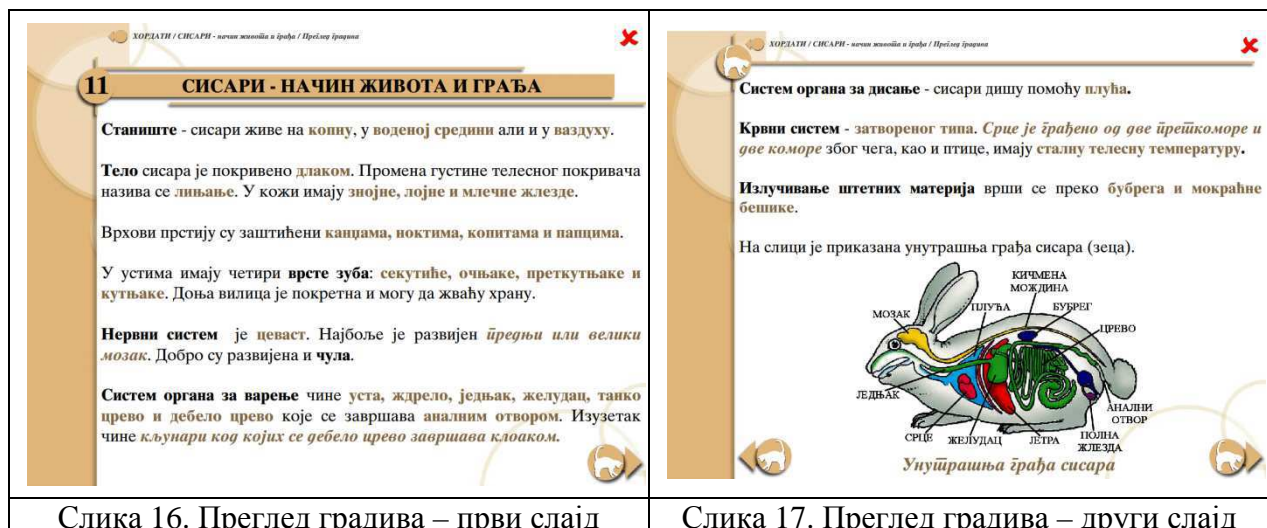 ХОРДАТИ / СИСАРИ - начин живота и грађа / Преглед градива
11
СИСАРИ - НАЧИН ЖИВОТА И ГРАЂА
Станиште - сисари живе на копну, у воденој средини али и у ваздуху.
Тело сисара је покривено длаком. Промена густине телесног покривача
назива се лињање. У кожи имају знојне, лојне и млечне жлезде.
Врхови прстију су заштићени канџама, ноктима, копитама и папцима.
У устима имају четири врсте зуба: секутиће, очњаке, преткутњаке и
кутњаке. Доња вилица је покретна и могу да жваћу храну.
Нервни систем је цеваст. Најбоље је развијен предњи или велики
мозак. Добро су развијена и чула.
Систем органа за варење чине уста, ждрело, једњак, желудац, танко
црево и дебело црево које се завршава аналним отвором. Изузетак
чине кљунари код којих се дебело црево завршава клоаком.
Слика 16. Преглед градива – први слајд
ХОРДАТИ / СИСАРИ - начин живота и грађа / Преглед градива
Систем органа за дисање - сисари дишу помоћу плућа.
Крвни систем - затвореног типа. Срце је грађено од две преткоморе и
две коморе због чега, као и птице, имају сталну телесну температуру.
Излучивање штетних материја врши се преко бубрега и мокраћне
бешике.
На слици је приказана унутрашња грађа сисара (зеца).
КИЧМЕНА
МОЖДИНА
МОЗАК
ПЛУЋА
БУБРЕГ
ЦРЕВО
ЈЕДЊАК
АНАЛНИ
ОТВОР
СРЦЕ
ЖЕЛУДАЦ
ЈЕТРА
ПОЛНА
ЖЛЕЗДА
Унутрашња грађа сисара
Слика 17. Преглед градива – други слајд